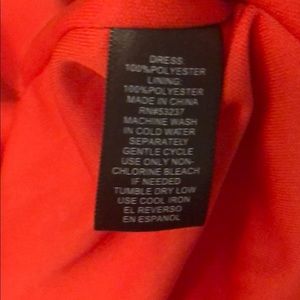 DRESS:
100%POLYESTER
LINING:
100%POLYESTER
MADE IN CHINA
RN#53237
MACHINE WASH
IN COLD WATER
SEPARATELY
GENTLE CYCLE
USE ONLY NON-
CHLORINE BLEACH
IF NEEDED
TUMBLE DRY LOW
USE COOL IRON
EL REVERSO
EN ESPANOL